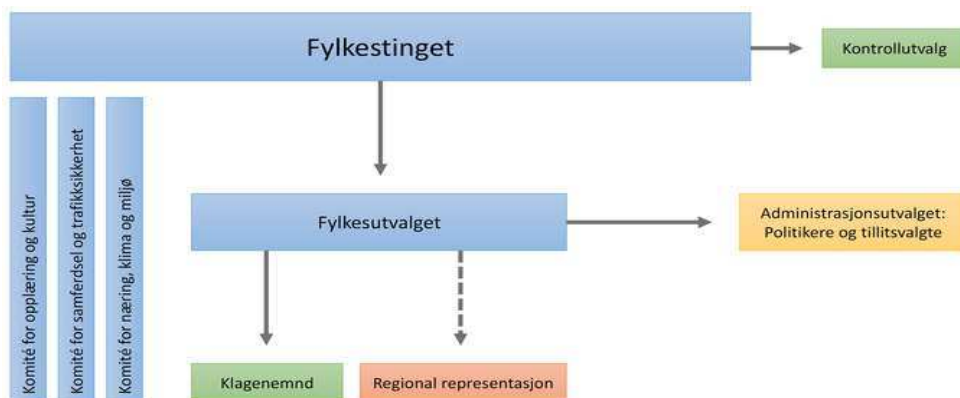 Fylkestinget
Kontrollutvalg
Komité for opplæring og kultur
Komité for samferdsel og trafikksikkerhet
Komité for næring, klima og miljø
Fylkesutvalget
Administrasjonsutvalget:
Politikere og tillitsvalgte
Klagenemnd
Regional representasjon